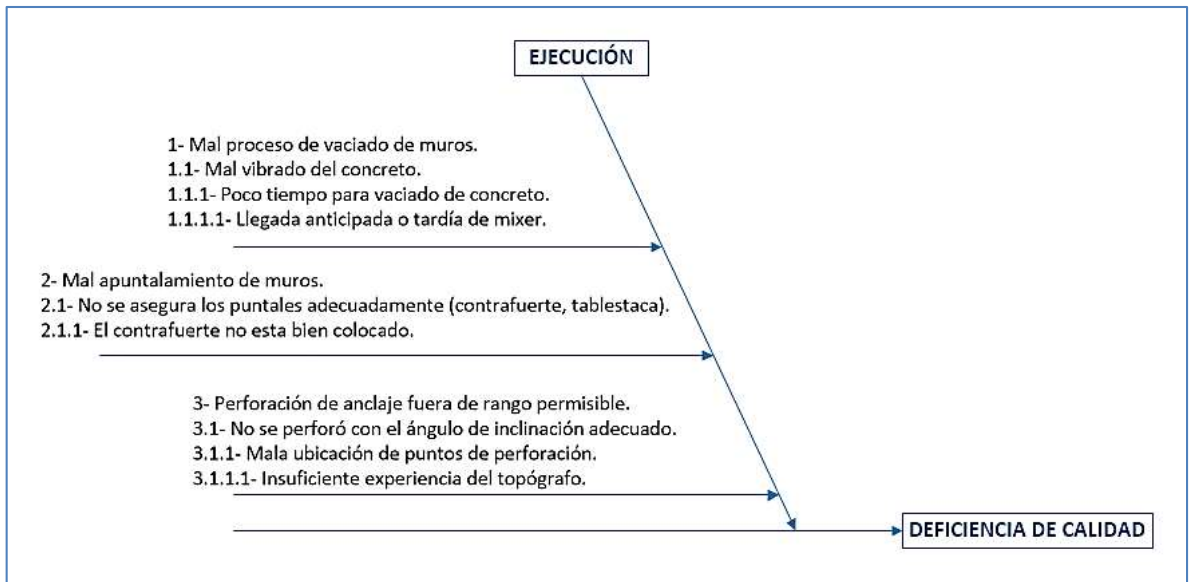 EJECUCIÓN
1- Mal proceso de vaciado de muros.
1.1- Mal vibrado del concreto.
1.1.1- Poco tiempo para vaciado de concreto.
1.1.1.1- Llegada anticipada o tardía de mixer.
2- Mal apuntalamiento de muros.
2.1- No se asegura los puntales adecuadamente (contrafuerte, tablestaca).
2.1.1- El contrafuerte no esta bien colocado.
3- Perforación de anclaje fuera de rango permisible.
3.1- No se perforó con el ángulo de inclinación adecuado.
3.1.1- Mala ubicación de puntos de perforación.
3.1.1.1- Insuficiente experiencia del topógrafo.
DEFICIENCIA DE CALIDAD